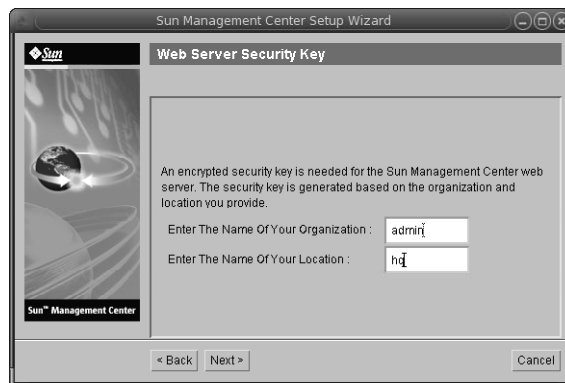 Sun Management Center Setup Wizard
Sun
Web Server Security Key
An encrypted security key is needed for the Sun Management Center web
server. The security key is generated based on the organization and
location you provide.
Enter The Name Of Your Organization : admin
Enter The Name Of Your Location : hq
Sun™ Management Center
< Back Next > Cancel